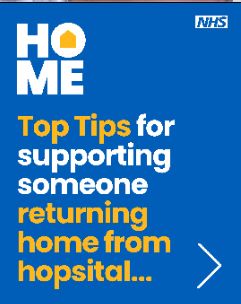 NHS
HO
ME
Top Tips for
supporting
someone
returning
home from
hopsital...